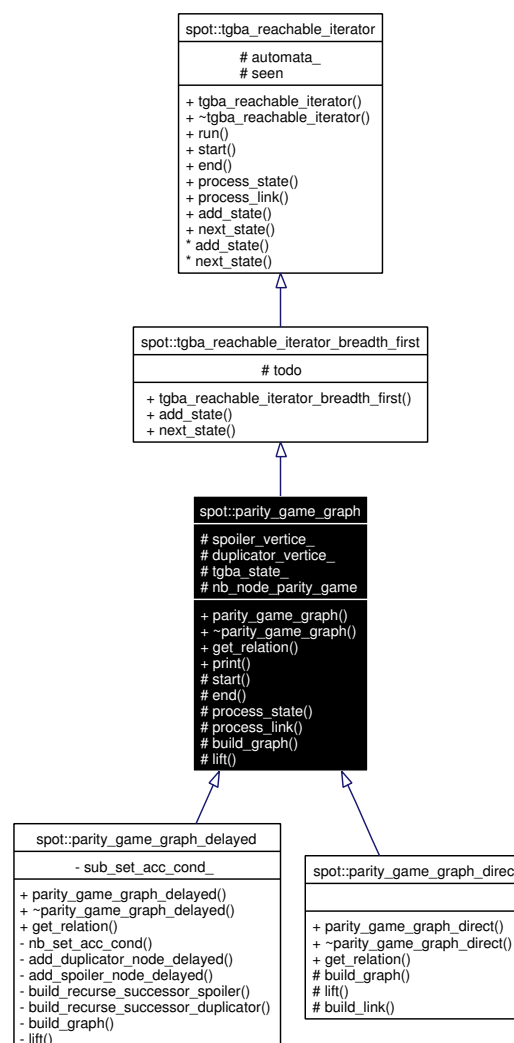 spot::tgba_reachable_iterator
# automata_
# seen
+ tgba_reachable_iterator()
+ ~tgba_reachable_iterator()
+ run()
+ start()
+ end()
+ process_state()
+ process_link()
+ add_state()
+ next_state()
* add_state()
* next_state()
spot::tgba_reachable_iterator_breadth_first
# todo
+ tgba_reachable_iterator_breadth_first()
+ add_state()
+ next_state()
spot::parity_game_graph
# spoiler_vertice_
# duplicator_vertice_
# tgba_state_
# nb_node_parity_game
+ parity_game_graph()
+ ~parity_game_graph()
+ get_relation()
+ print()
# start()
# end()
# process_state()
# process_link()
# build_graph()
# lift()
spot::parity_game_graph_delayed
- sub_set_acc_cond_
+ parity_game_graph_delayed()
+ ~parity_game_graph_delayed()
+ get_relation()
- nb_set_acc_cond()
- add_duplicator_node_delayed()
- add_spoiler_node_delayed()
- build_recurse_successor_spoiler()
- build_recurse_successor_duplicator()
- build_graph()
- lift()
spot::parity_game_graph_direc
+ parity_game_graph_direct()
+ ~parity_game_graph_direct()
+ get_relation()
# build_graph()
# lift()
# build_link()